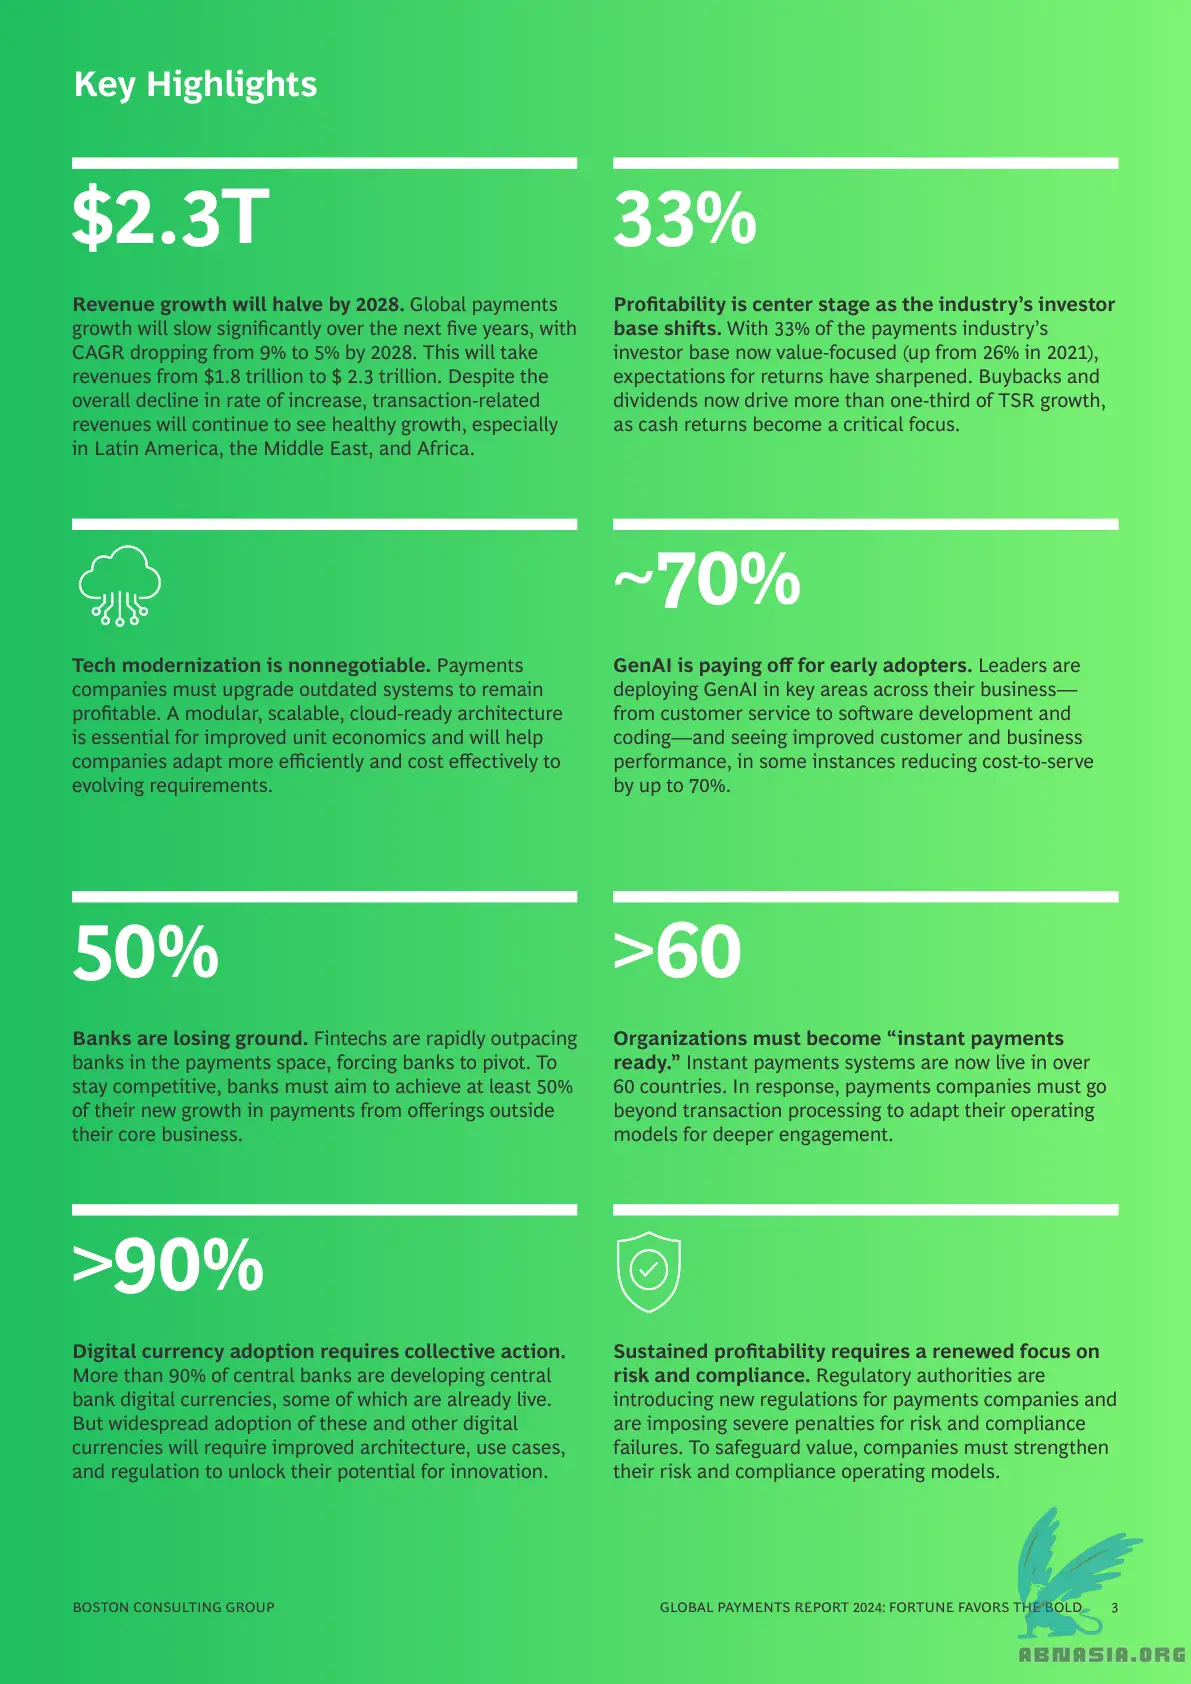 Key Highlights
$2.3T
Revenue growth will halve by 2028. Global payments
growth will slow significantly over the next five years, with
CAGR dropping from 9% to 5% by 2028. This will take
revenues from $1.8 trillion to $ 2.3 trillion. Despite the
overall decline in rate of increase, transaction-related
revenues will continue to see healthy growth, especially
in Latin America, the Middle East, and Africa.
33%
Profitability is center stage as the industry’s investor
base shifts. With 33% of the payments industry’s
investor base now value-focused (up from 26% in 2021),
expectations for returns have sharpened. Buybacks and
dividends now drive more than one-third of TSR growth,
as cash returns become a critical focus.
Tech modernization is nonnegotiable. Payments
companies must upgrade outdated systems to remain
profitable. A modular, scalable, cloud-ready architecture
is essential for improved unit economics and will help
companies adapt more efficiently and cost effectively to
evolving requirements.
~70%
GenAI is paying off for early adopters. Leaders are
deploying GenAI in key areas across their business—
from customer service to software development and
coding—and seeing improved customer and business
performance, in some instances reducing cost-to-serve
by up to 70%.
50%
Banks are losing ground. Fintechs are rapidly outpacing
banks in the payments space, forcing banks to pivot. To
stay competitive, banks must aim to achieve at least 50%
of their new growth in payments from offerings outside
their core business.
>60
Organizations must become “instant payments
ready.” Instant payments systems are now live in over
60 countries. In response, payments companies must go
beyond transaction processing to adapt their operating
models for deeper engagement.
>90%
Digital currency adoption requires collective action.
More than 90% of central banks are developing central
bank digital currencies, some of which are already live.
But widespread adoption of these and other digital
currencies will require improved architecture, use cases,
and regulation to unlock their potential for innovation.
Sustained profitability requires a renewed focus on
risk and compliance. Regulatory authorities are
introducing new regulations for payments companies and
are imposing severe penalties for risk and compliance
failures. To safeguard value, companies must strengthen
their risk and compliance operating models.
BOSTON CONSULTING GROUP
GLOBAL PAYMENTS REPORT 2024: FORTUNE FAVORS THE BOLD 3
ABNASIA.ORG